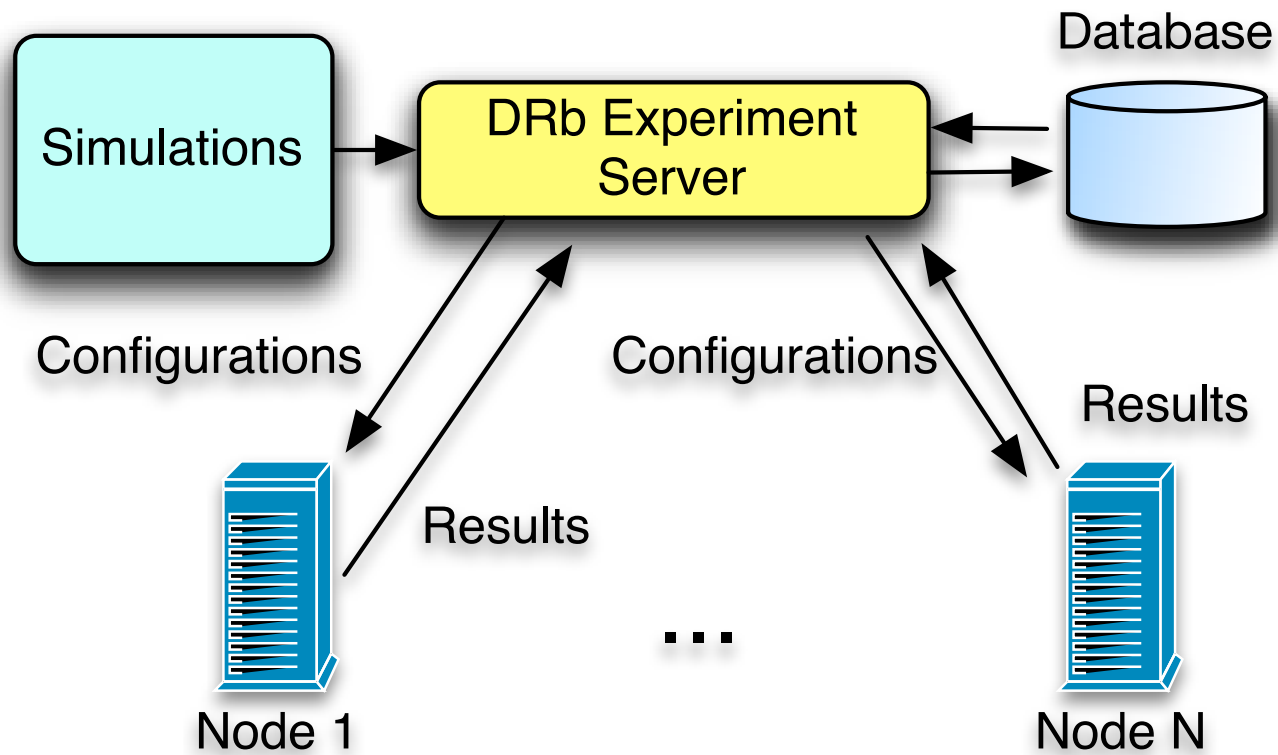 Database
Simulations
DRb Experiment
Server
Configurations
Configurations
Results
Results
...
Node 1
Node N